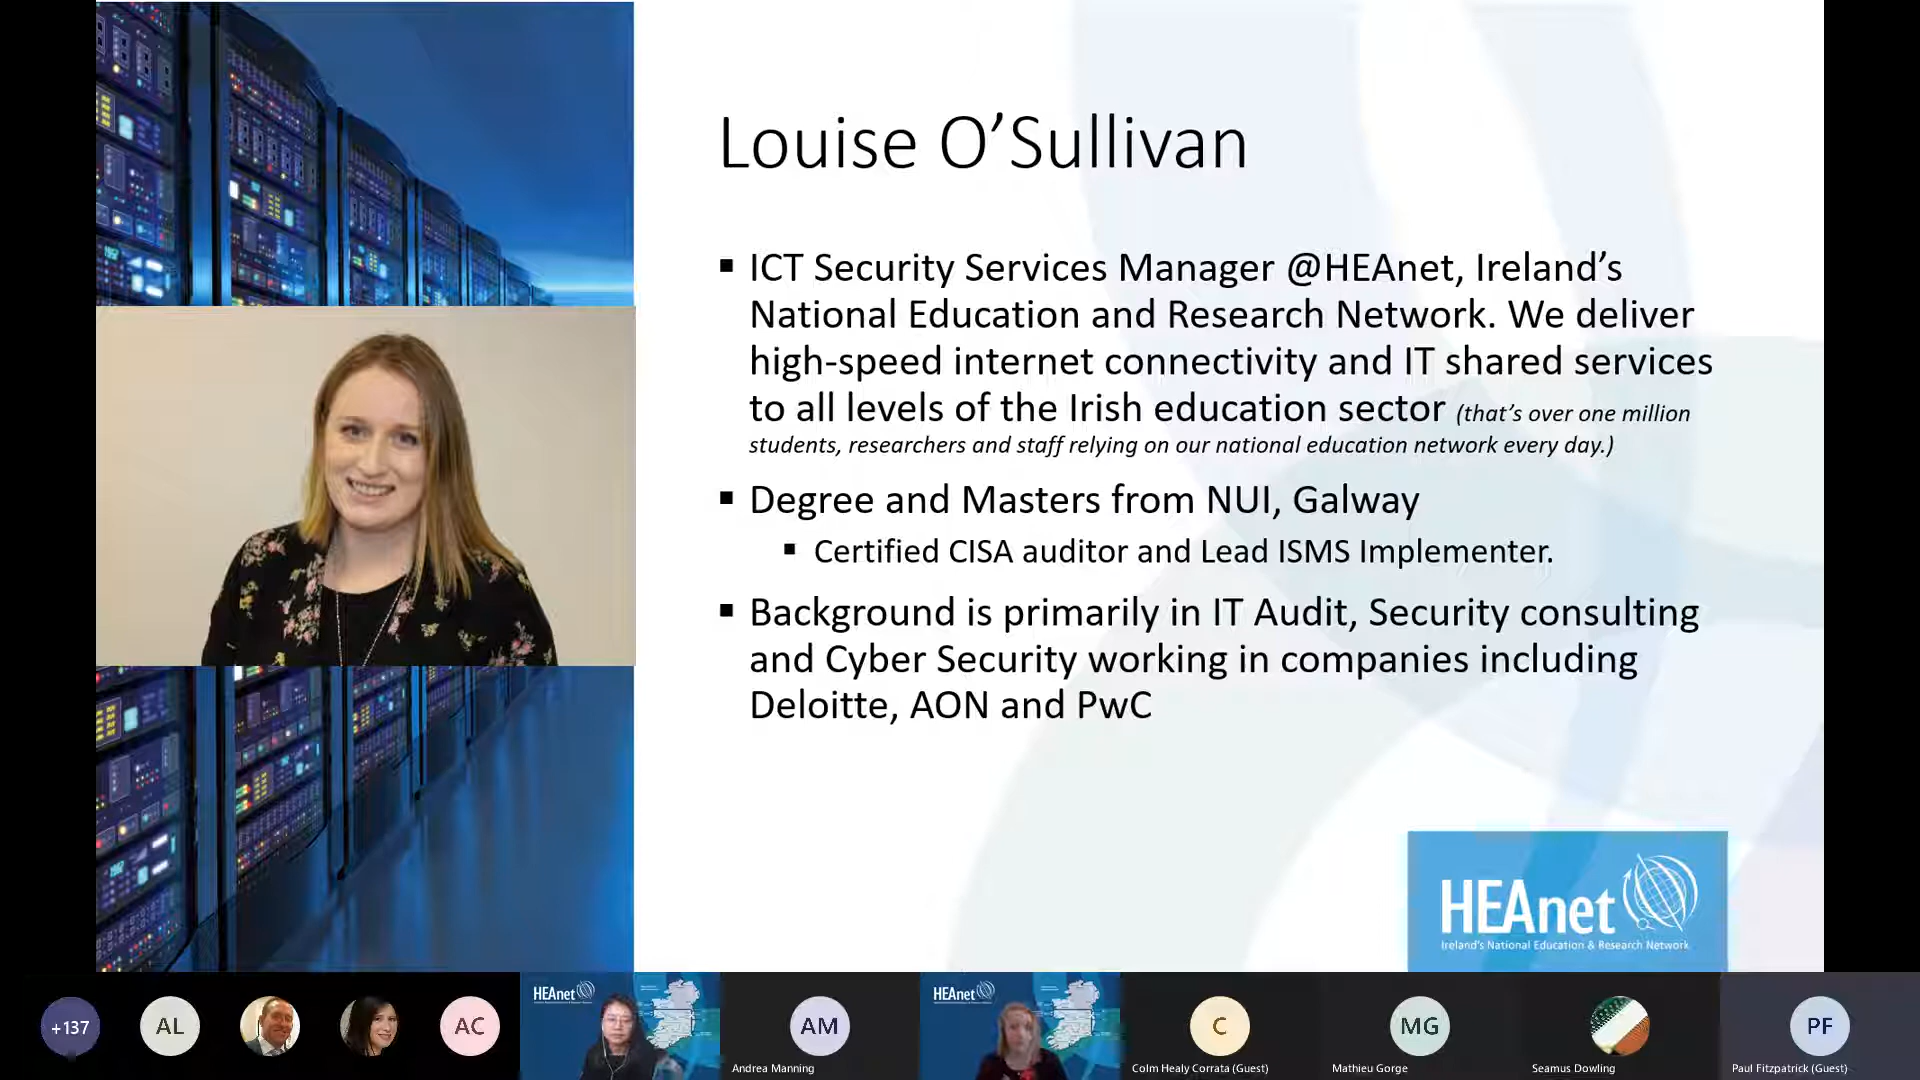 Louise O’Sullivan
▪ ICT Security Services Manager @HEAnet, Ireland’s
National Education and Research Network. We deliver
high-speed internet connectivity and IT shared services
to all levels of the Irish education sector (that’s over one million
students, researchers and staff relying on our national education network every day.)
▪ Degree and Masters from NUI, Galway
▪ Certified CISA auditor and Lead ISMS Implementer.
▪ Background is primarily in IT Audit, Security consulting
and Cyber Security working in companies including
Deloitte, AON and PwC
HEAnet
Ireland’s National Education & Research Network
+137
AL
AC
HEAnet
AM
Andrea Manning
HEAnet
C
Colm Healy Corrata (Guest)
MG
Mathieu Gorge
Seamus Dowling
PF
Paul Fitzpatrick (Guest)